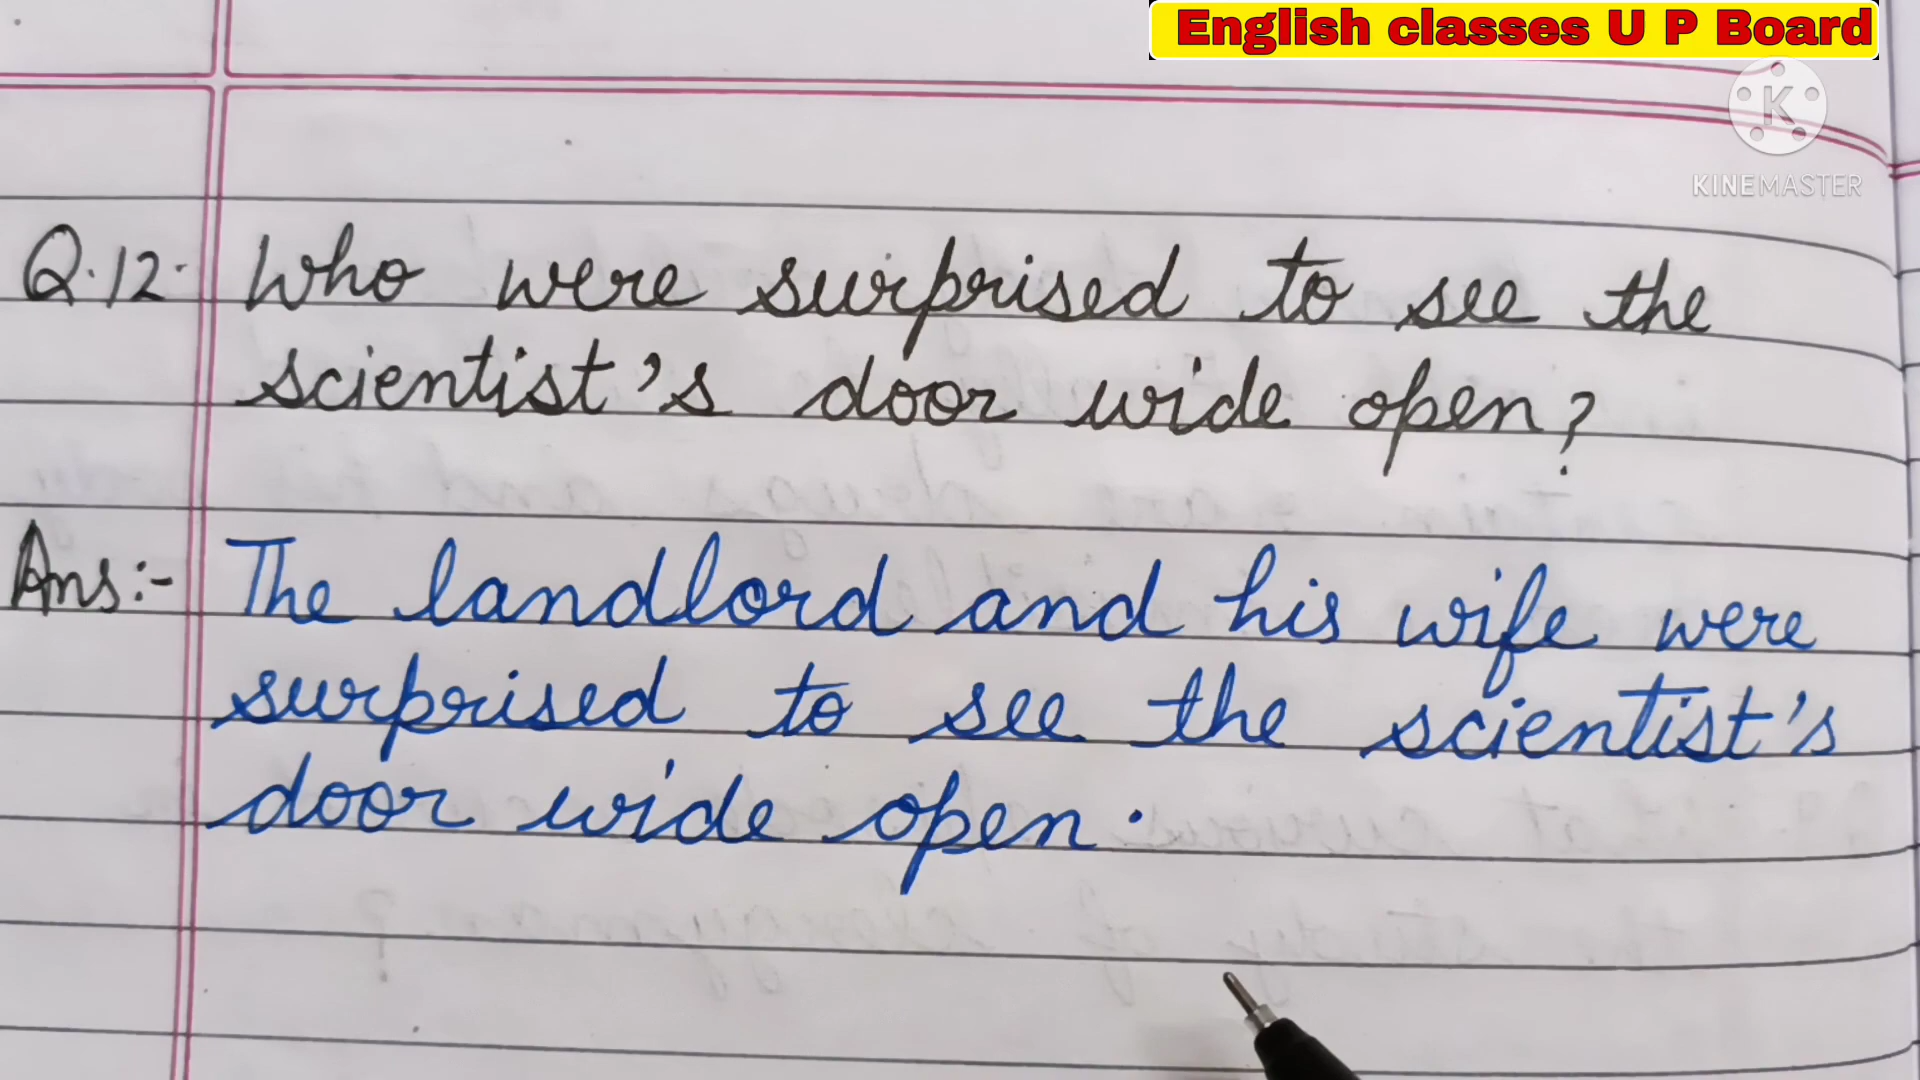 English classes U P Board
KINEMASTER
Q.12. Who were surprised to see the
scientist's door wide open?
Ans:- The landlord and his wife were
surprised to see the scientist's
door wide open.